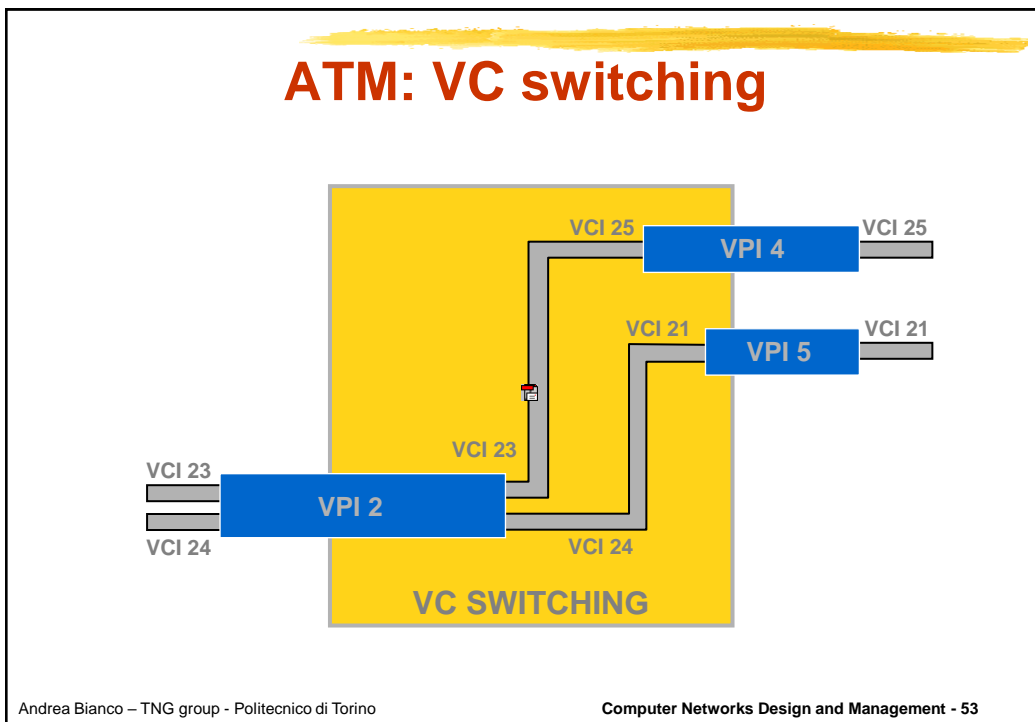 ATM: VC switching
VCI 25
VPI 4
VCI 25
VCI 21
VPI 5
VCI 21
VCI 23
VCI 23
VPI 2
VCI 24
VCI 24
VC SWITCHING
Andrea Bianco – TNG group - Politecnico di Torino
Computer Networks Design and Management - 53